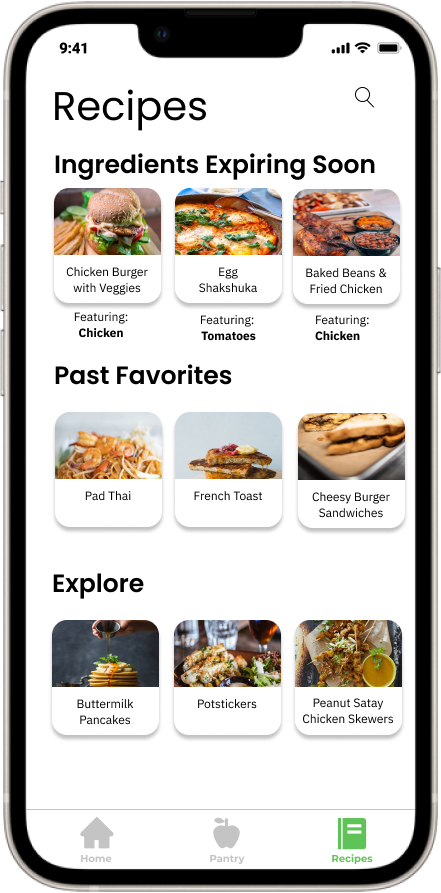 9:41
Recipes
Ingredients Expiring Soon
Chicken Burger
with Veggies
Egg
Shakshuka
Baked Beans &
Fried Chicken
Featuring:
Chicken
Featuring:
Tomatoes
Featuring:
Chicken
Past Favorites
Pad Thai
French Toast
Cheesy Burger
Sandwiches
Explore
Buttermilk
Pancakes
Potstickers
Peanut Satay
Chicken Skewers
Home
Pantry
Recipes